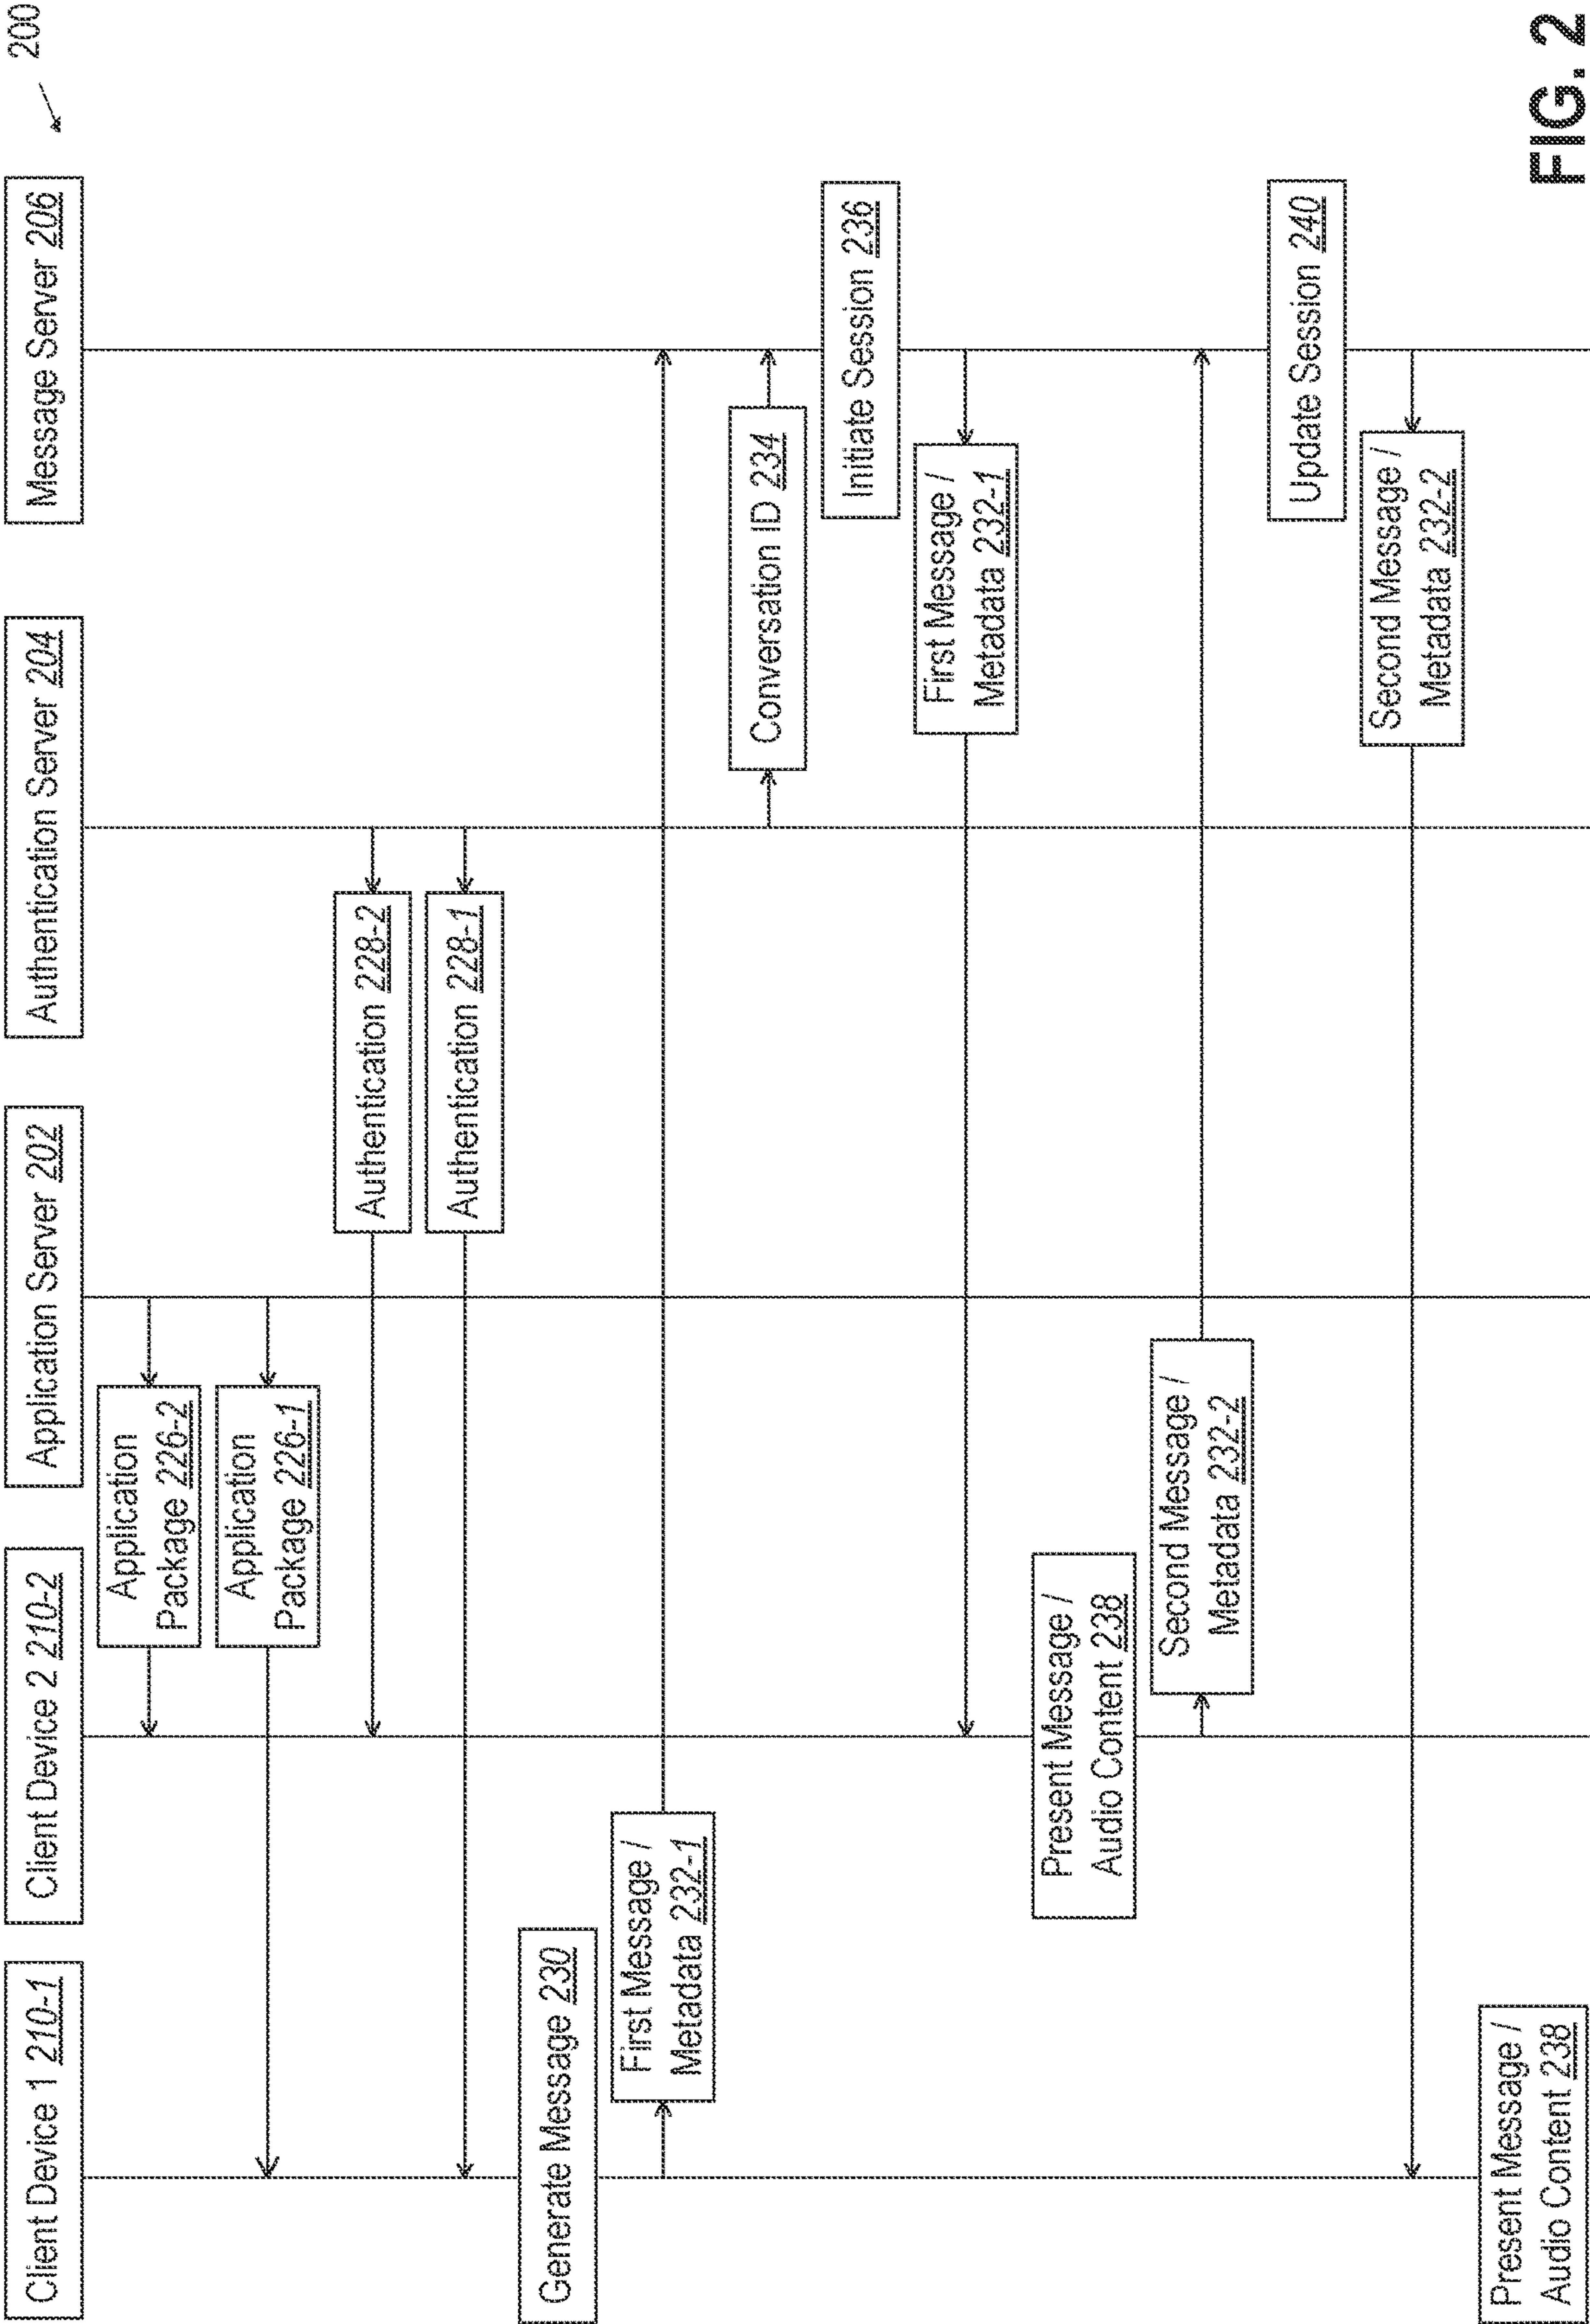 200
Client Device 1 210-1
Client Device 2 210-2
Application Server 202
Authentication Server 204
Message Server 206
Application
Package 226-2
Application
Package 226-1
Authentication 228-2
Authentication 228-1
Generate Message 230
First Message /
Metadata 232-1
Conversation ID 234
Initiate Session 236
First Message /
Metadata 232-1
Present Message /
Audio Content 238
Second Message /
Metadata 232-2
Update Session 240
Second Message /
Metadata 232-2
Present Message /
Audio Content 238
FIG. 2